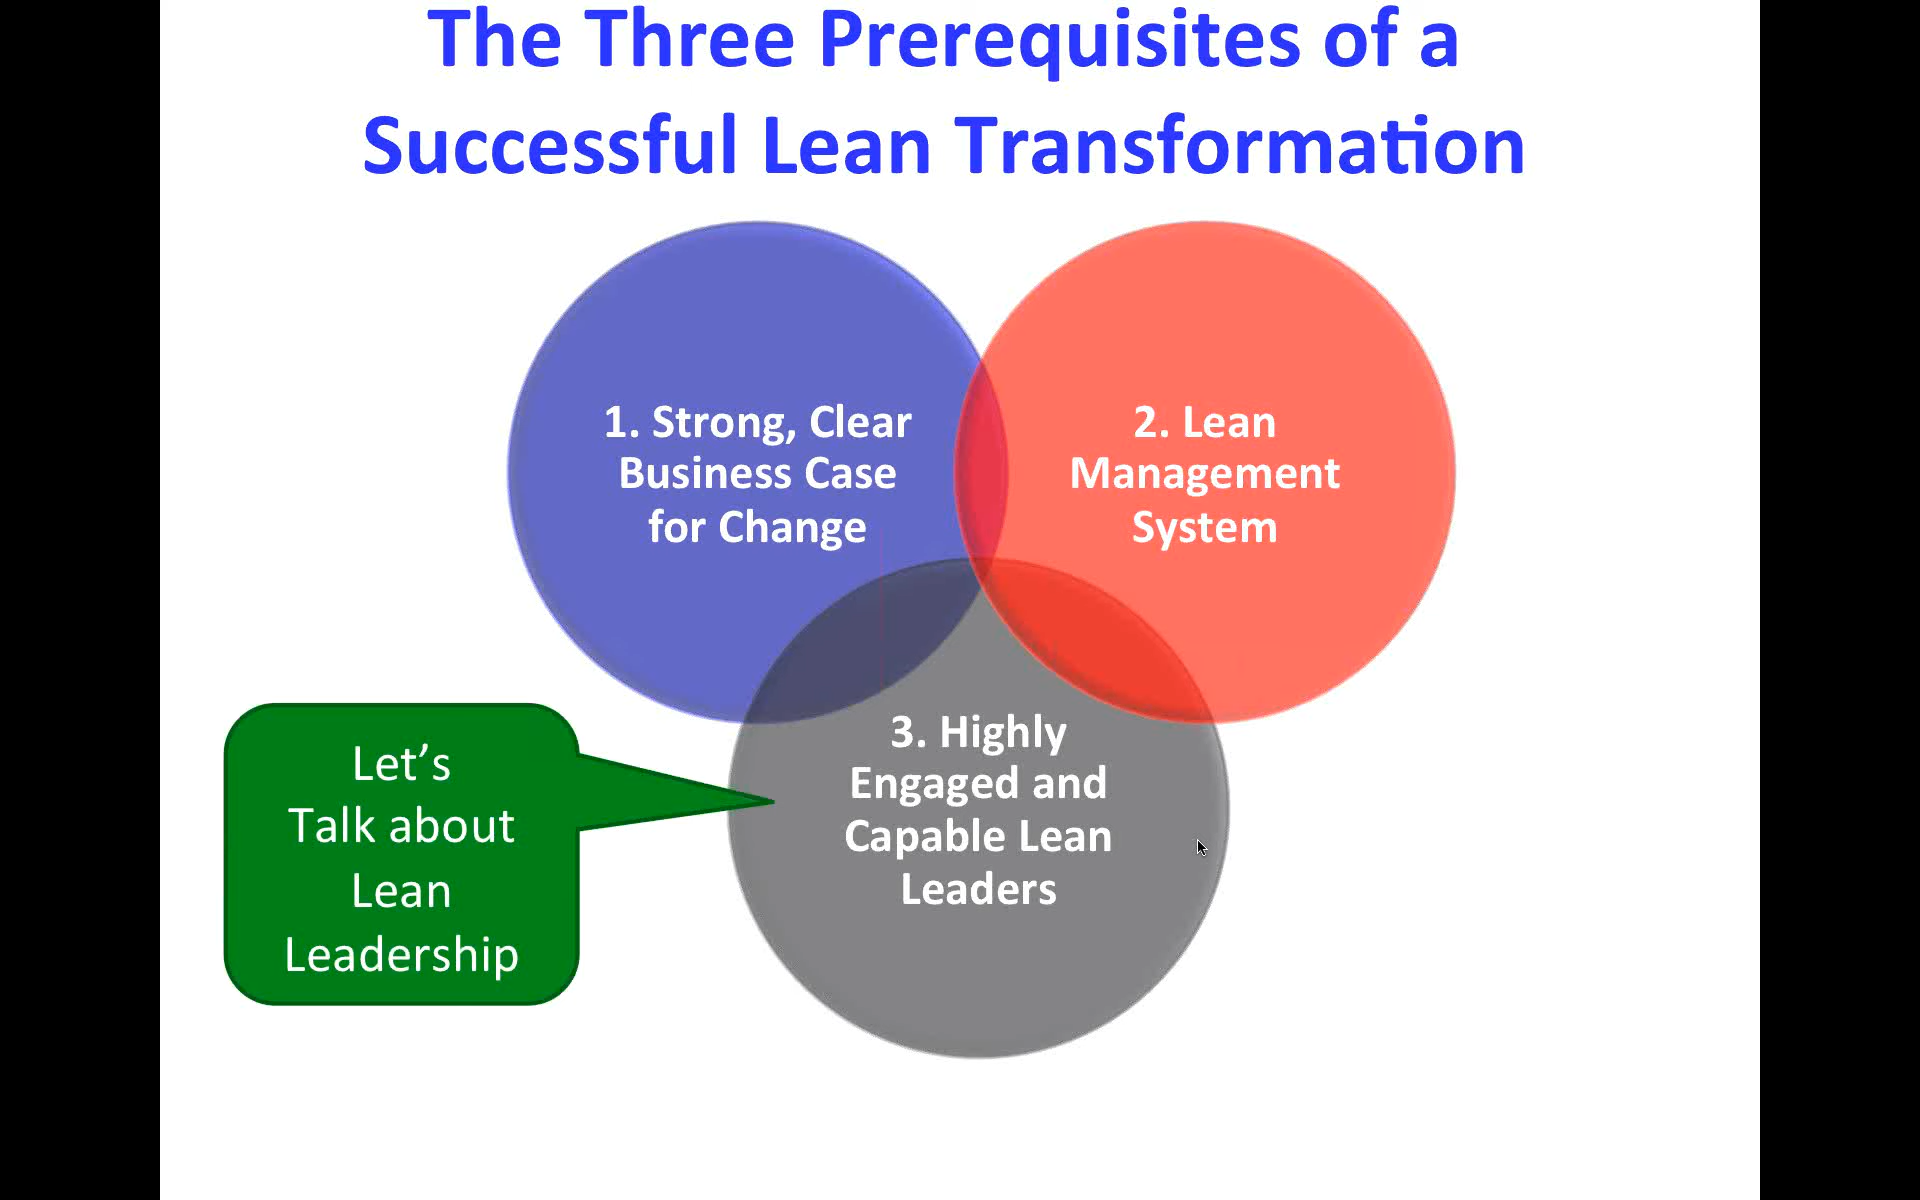 The Three Prerequisites of a
Successful Lean Transformation
1. Strong, Clear
Business Case
for Change
2. Lean
Management
System
3. Highly
Engaged and
Capable Lean
Leaders
Let’s
Talk about
Lean
Leadership